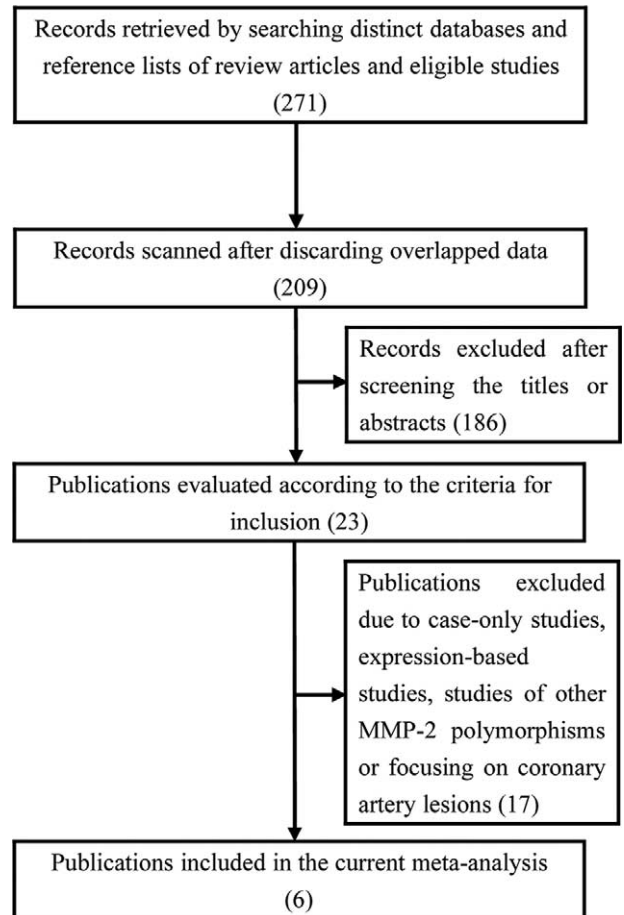 Records retrieved by searching distinct databases and
reference lists of review articles and eligible studies
(271)
Records scanned after discarding overlapped data
(209)
Records excluded after
screening the titles or
abstracts (186)
Publications evaluated according to the criteria for
inclusion (23)
Publications excluded
due to case-only studies,
expression-based
studies, studies of other
MMP-2 polymorphisms
or focusing on coronary
artery lesions (17)
Publications included in the current meta-analysis
(6)